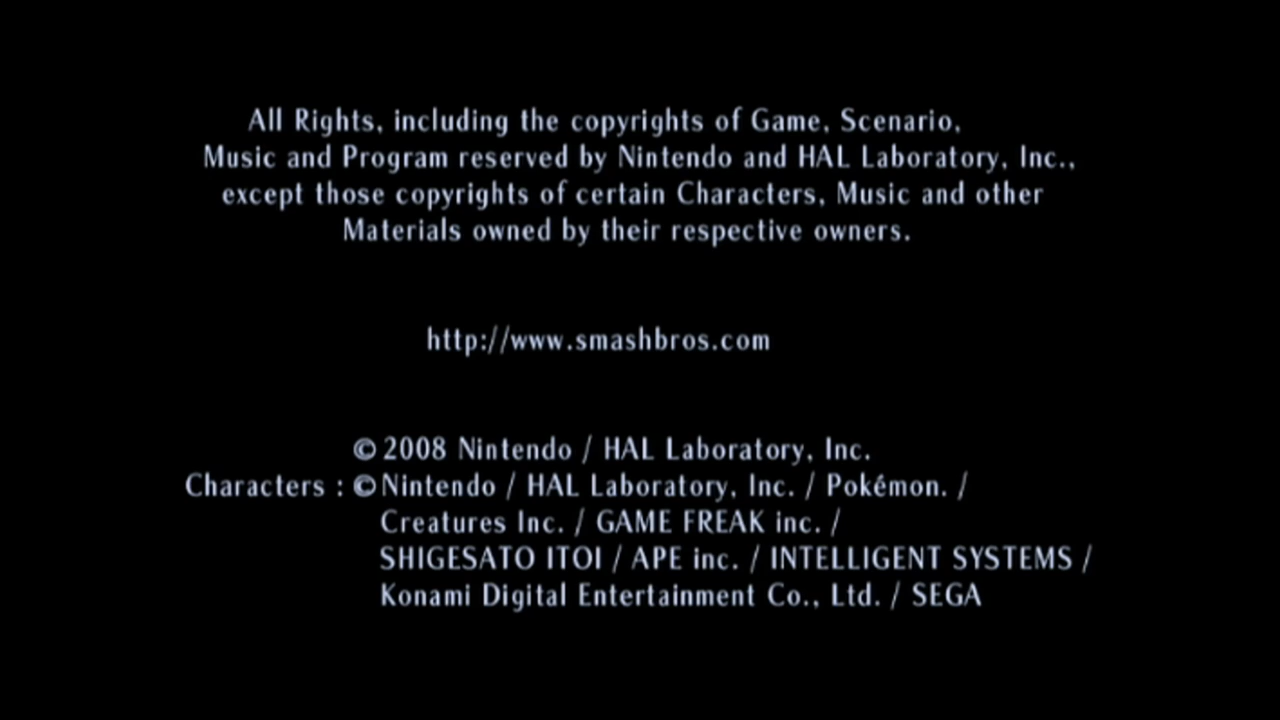 All Rights, including the copyrights of Game, Scenario,
Music and Program reserved by Nintendo and HAL Laboratory, Inc.,
except those copyrights of certain Characters, Music and other
Materials owned by their respective owners.
http://www.smashbros.com
© 2008 Nintendo / HAL Laboratory, Inc.
Characters : © Nintendo / HAL Laboratory, Inc. / Pokémon. /
Creatures Inc. / GAME FREAK inc. /
SHIGESATO ITOI / APE inc. / INTELLIGENT SYSTEMS /
Konami Digital Entertainment Co., Ltd. / SEGA